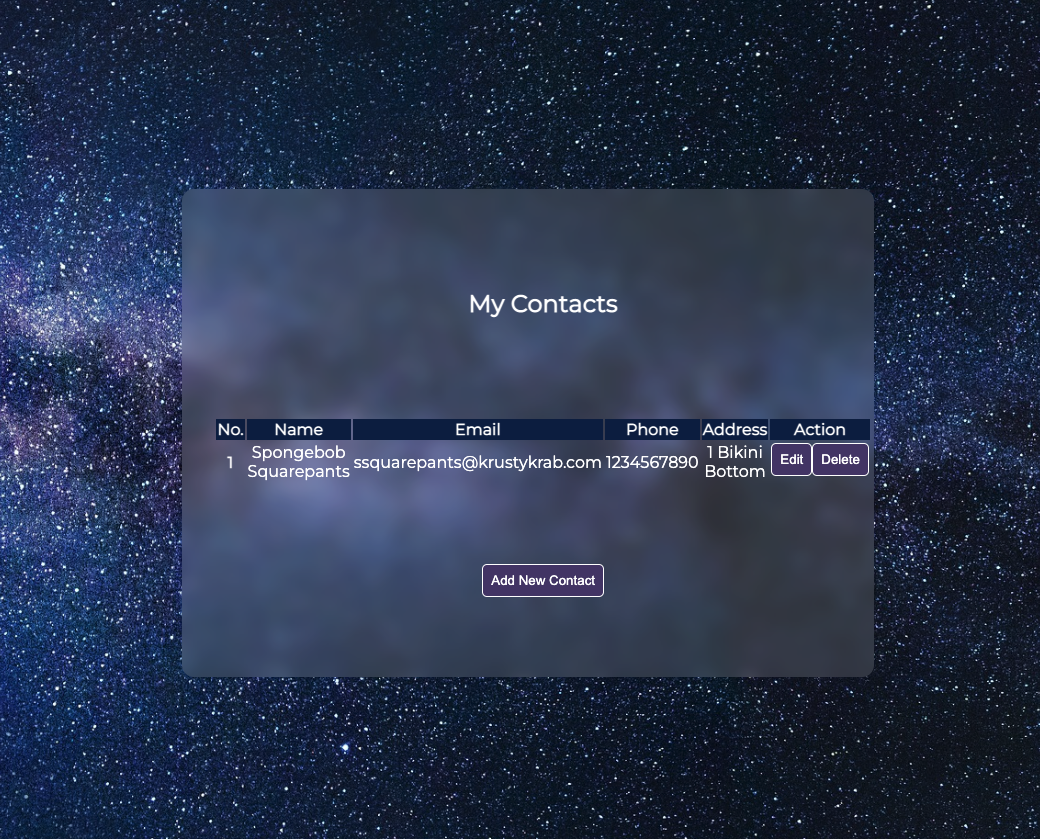 My Contacts
No. Name Email Phone Address Action
Spongebob 1 Bikini
1 ssquarepants@krustykrab.com 1234567890 Edit Delete
Squarepants Bottom
Add New Contact